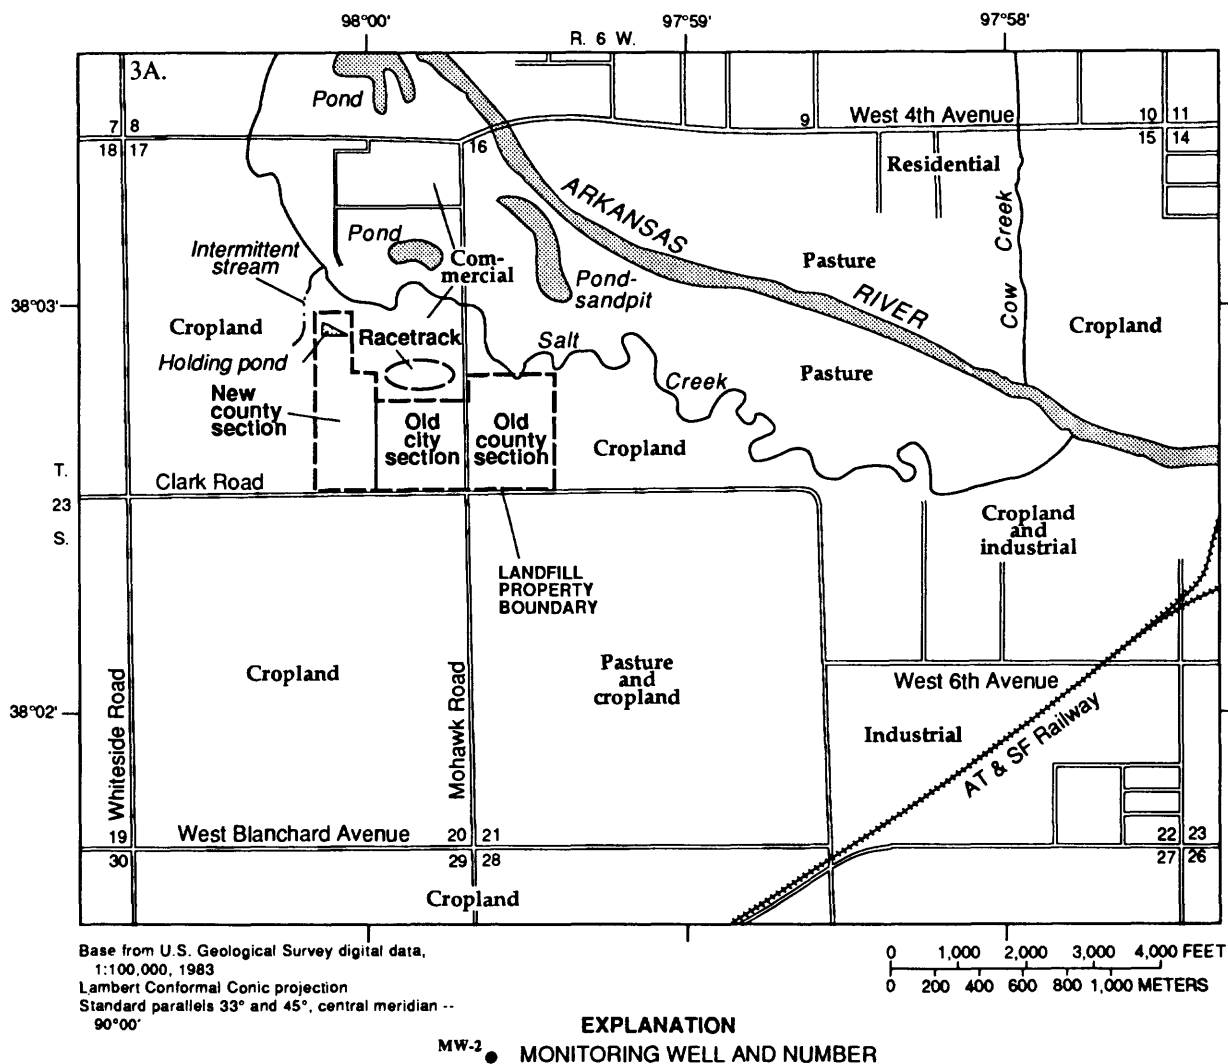 98°00'
97°59'
97°58'
R. 6 W.
3A.
Pond
7 8
18 17
16
9
West 4th Avenue
10 11
15 14
Residential
ARKANSAS
RIVER
Cow Creek
Intermittent
stream
Pond
Com-
mercial
Pond-
sandpit
Pasture
38°03'
Cropland
Racetrack
Salt
Creek
Cropland
Holding pond
Pasture
New
county
section
Old
city
section
Old
county
section
Cropland
T.
23
S.
Clark Road
Cropland
and
industrial
LANDFILL
PROPERTY
BOUNDARY
Cropland
Pasture
and
cropland
West 6th Avenue
38°02'
Whiteside Road
Mohawk Road
Industrial
AT & SF Railway
19
30
West Blanchard Avenue
20 21
29 28
22 23
27 26
Cropland
Base from U.S. Geological Survey digital data,
1:100,000, 1983
Lambert Conformal Conic projection
Standard parallels 33° and 45°, central meridian --
90°00'
0 1,000 2,000 3,000 4,000 FEET
0 200 400 600 800 1,000 METERS
EXPLANATION
MW-2 MONITORING WELL AND NUMBER